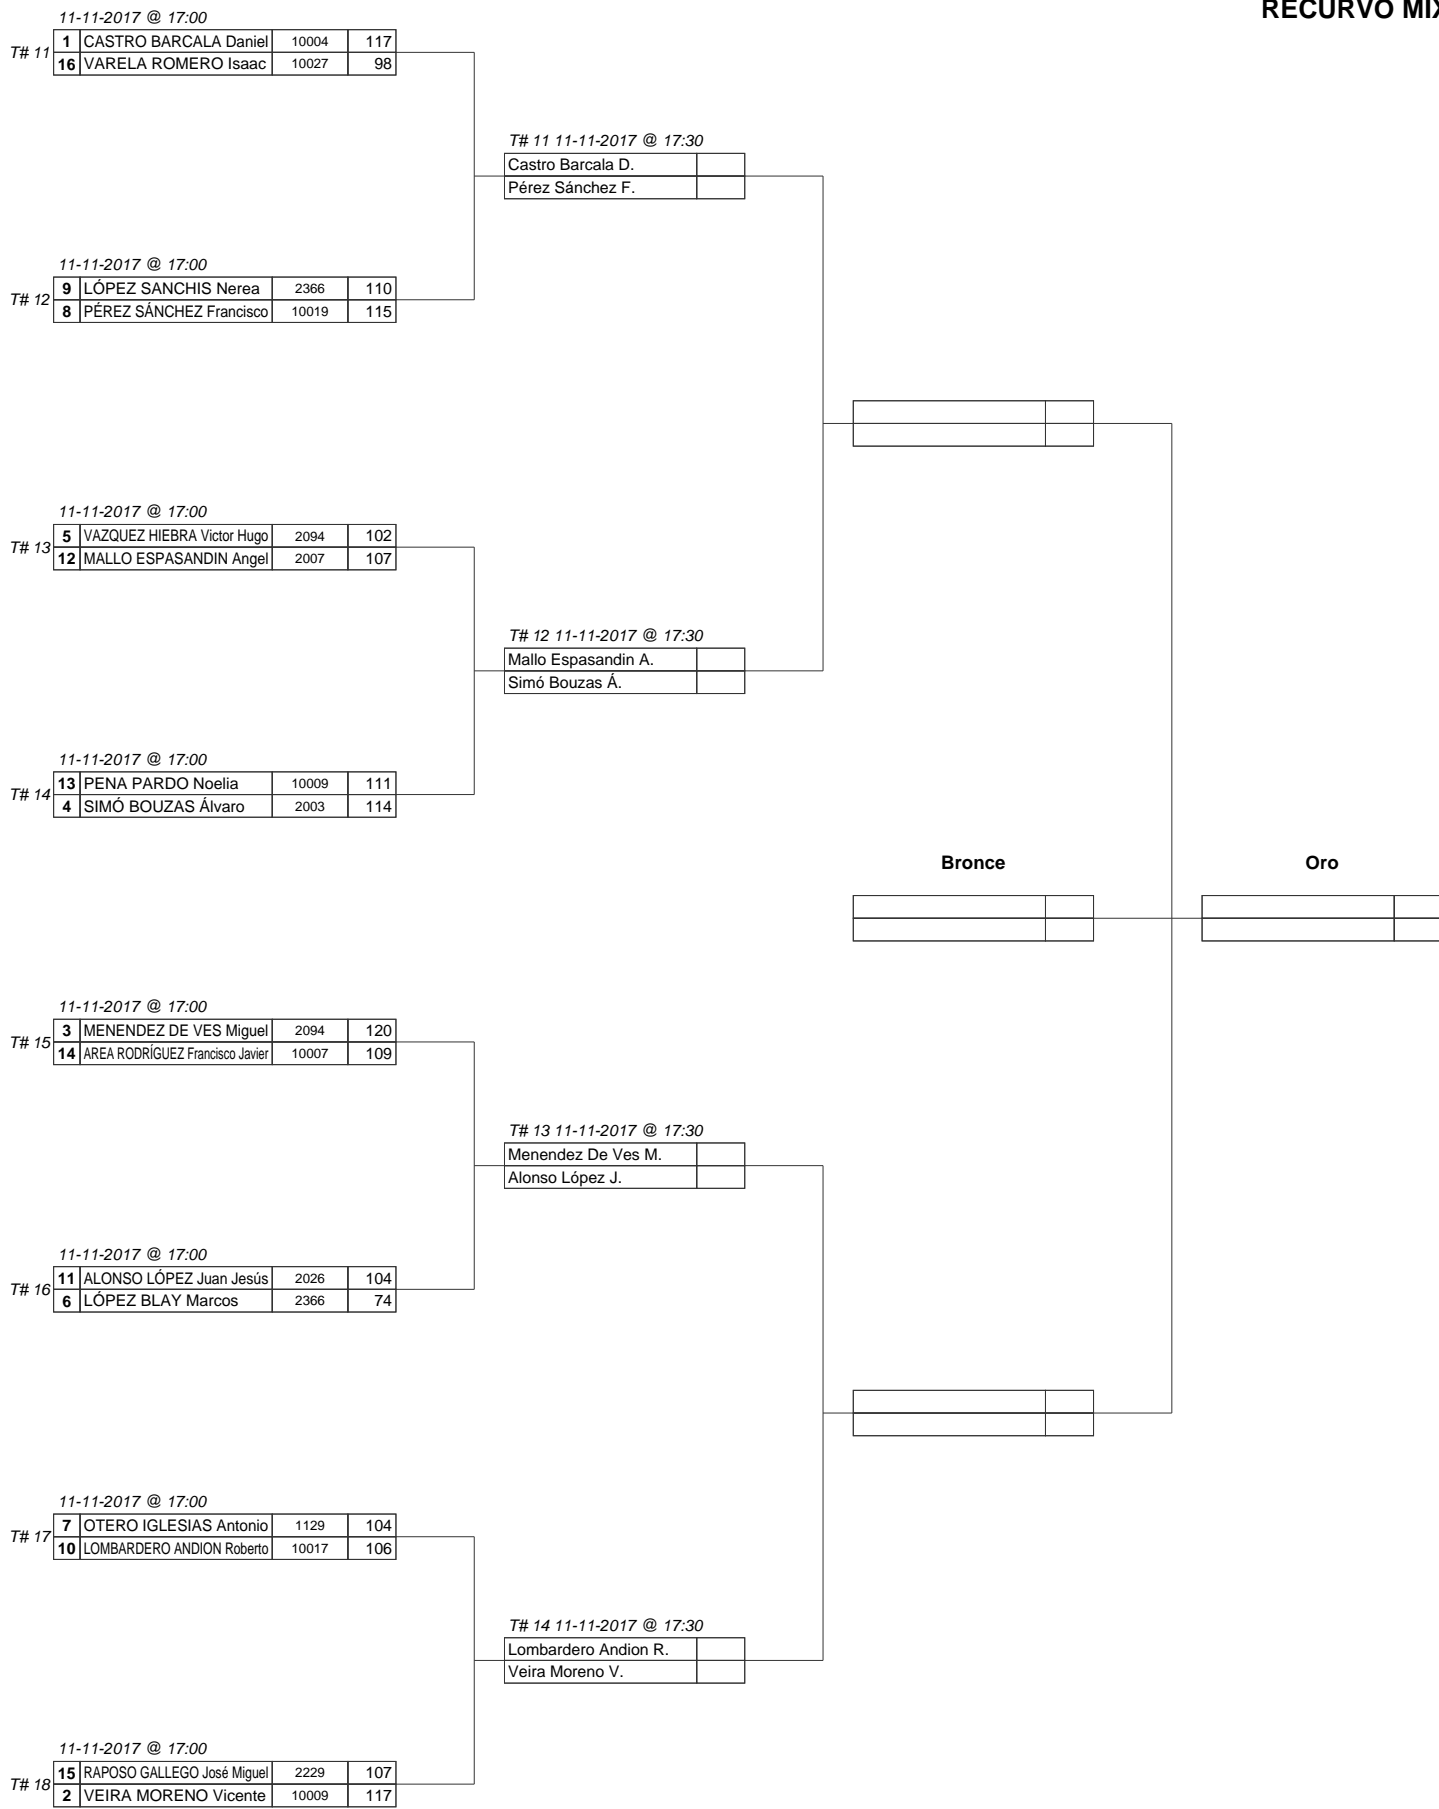 RECURVO MIX
11-11-2017 @ 17:00
T# 11
1 CASTRO BARCALA Daniel 10004 117
16 VARELA ROMERO Isaac 10027 98
T# 11 11-11-2017 @ 17:30
Castro Barcala D.
Pérez Sánchez F.
11-11-2017 @ 17:00
T# 12
9 LÓPEZ SANCHIS Nerea 2366 110
8 PÉREZ SÁNCHEZ Francisco 10019 115
11-11-2017 @ 17:00
T# 13
5 VAZQUEZ HIEBRA Victor Hugo 2094 102
12 MALLO ESPASANDIN Angel 2007 107
T# 12 11-11-2017 @ 17:30
Mallo Espasandin A.
Simó Bouzas Á.
11-11-2017 @ 17:00
T# 14
13 PENA PARDO Noelia 10009 111
4 SIMÓ BOUZAS Álvaro 2003 114
Bronce Oro
11-11-2017 @ 17:00
T# 15
3 MENENDEZ DE VES Miguel 2094 120
14 AREA RODRÍGUEZ Francisco Javier 10007 109
T# 13 11-11-2017 @ 17:30
Menendez De Ves M.
Alonso López J.
11-11-2017 @ 17:00
T# 16
11 ALONSO LÓPEZ Juan Jesús 2026 104
6 LÓPEZ BLAY Marcos 2366 74
11-11-2017 @ 17:00
T# 17
7 OTERO IGLESIAS Antonio 1129 104
10 LOMBARDERO ANDION Roberto 10017 106
T# 14 11-11-2017 @ 17:30
Lombardero Andion R.
Veira Moreno V.
11-11-2017 @ 17:00
T# 18
15 RAPOSO GALLEGO José Miguel 2229 107
2 VEIRA MORENO Vicente 10009 117